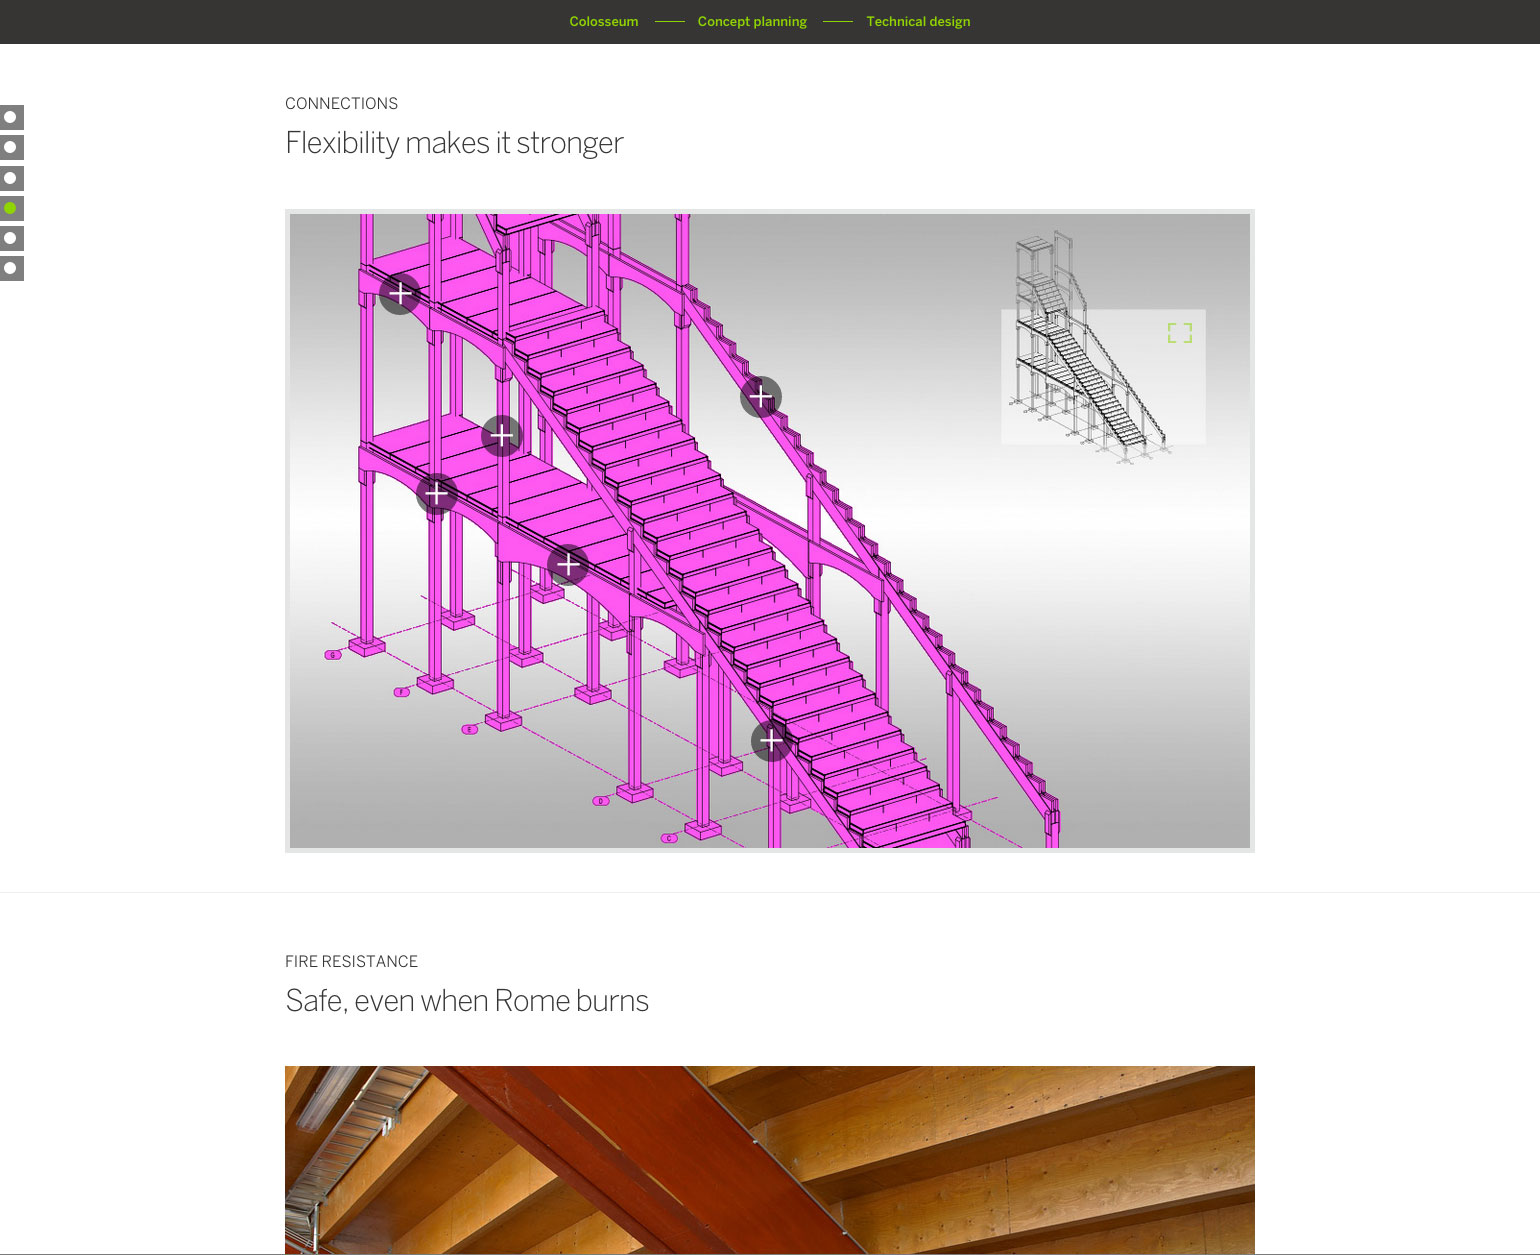 Colosseum Concept planning Technical design
CONNECTIONS
Flexibility makes it stronger
G
F
E
D
C
FIRE RESISTANCE
Safe, even when Rome burns